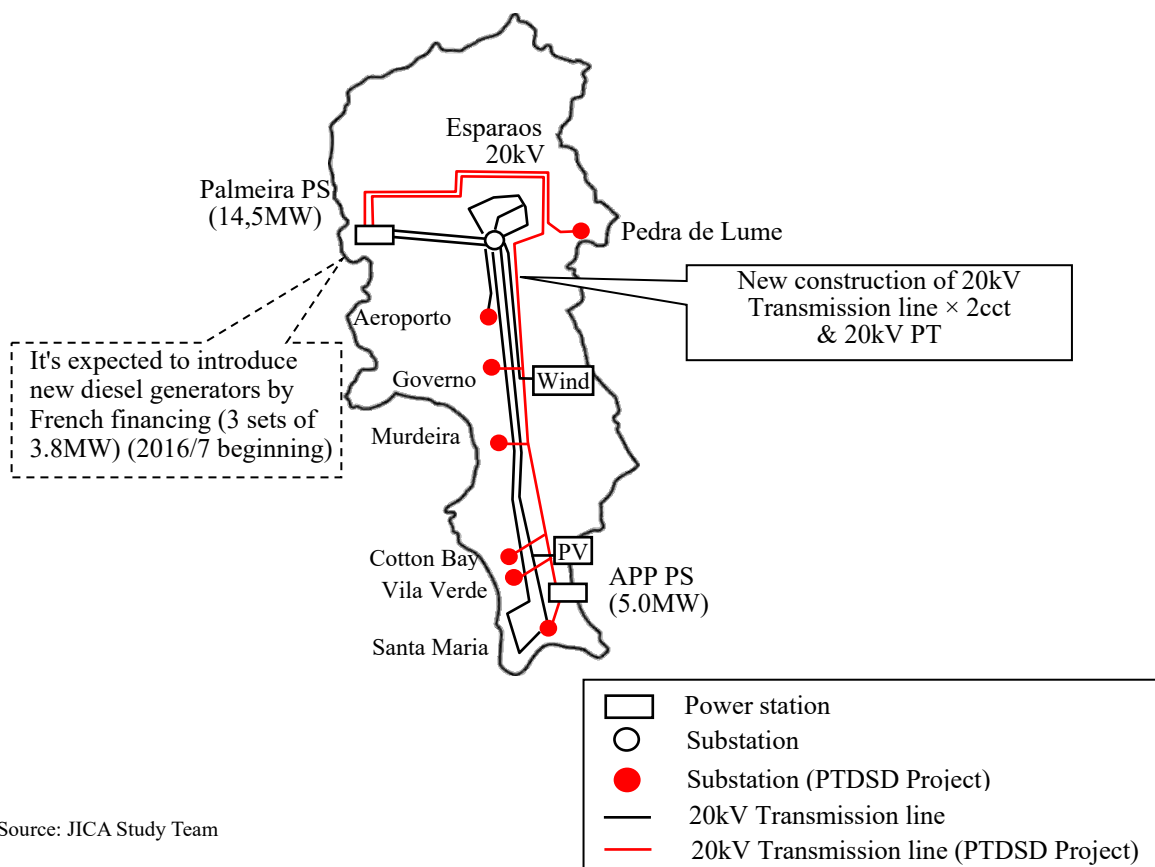 Esparaos
20kV
Palmeira PS
(14,5MW)
Pedra de Lume
New construction of 20kV
Transmission line × 2cct
& 20kV PT
Aeroporto
It's expected to introduce
new diesel generators by
French financing (3 sets of
3.8MW) (2016/7 beginning)
Governo
Wind
Murdeira
Cotton Bay
PV
Vila Verde
APP PS
(5.0MW)
Santa Maria
Power station
Substation
Substation (PTDSD Project)
20kV Transmission line
20kV Transmission line (PTDSD Project)
Source: JICA Study Team